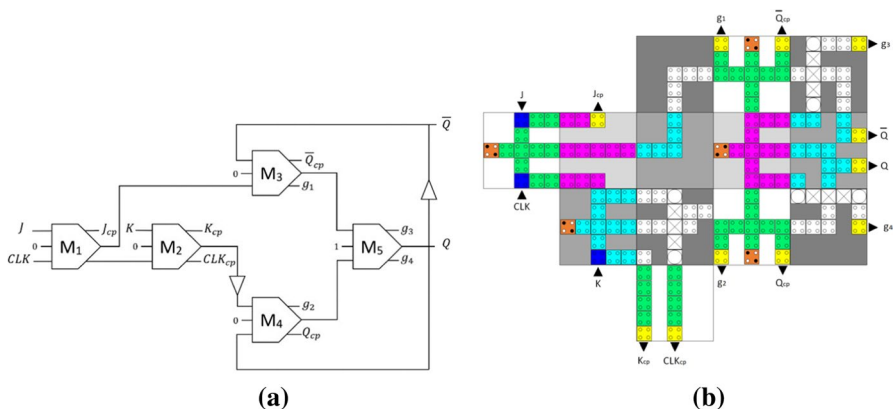 Q̅
M₃
Q̅cp
0
g₁
J
Jcp
K
Kcp
0
M₁
0
M₂
CLK
CLKcp
1
M₅
g₃
g₄
Q
0
M₄
g₂
Qcp
(a)
g₁
Q̅cp
g₃
J
Jcp
Q̅
Q
CLK
g₄
K
g₂
Qcp
Kcp
CLKcp
(b)